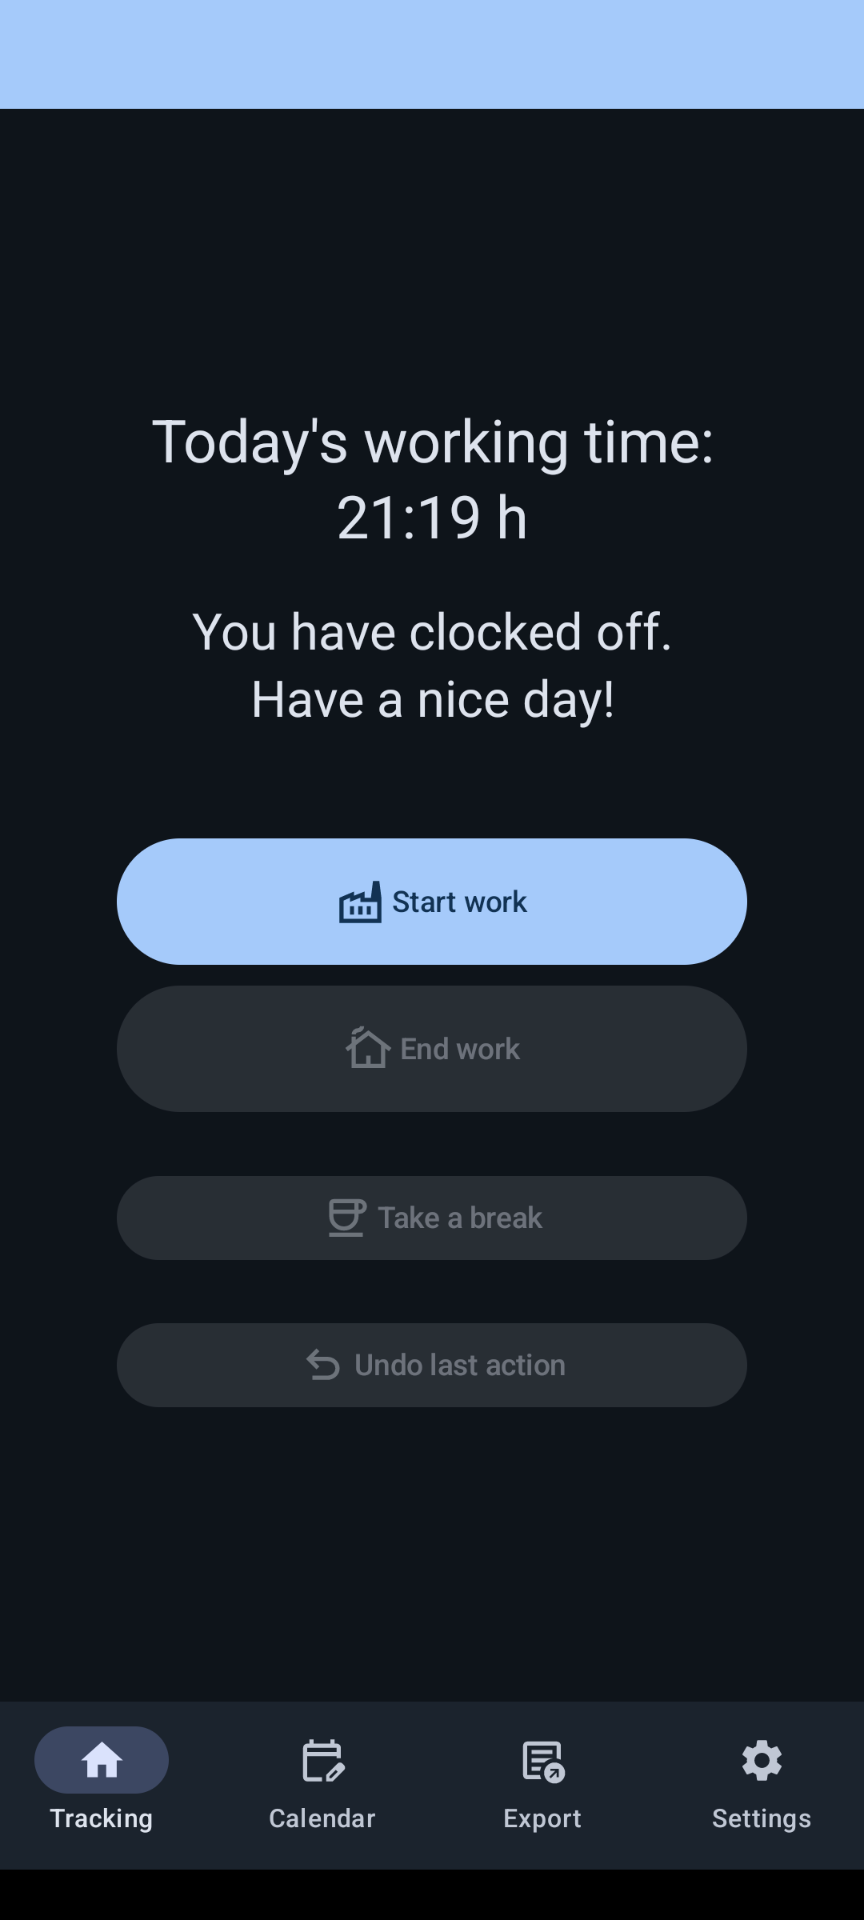 Today's working time:
21:19 h
You have clocked off.
Have a nice day!
Start work
End work
Take a break
Undo last action
Tracking
Calendar
Export
Settings